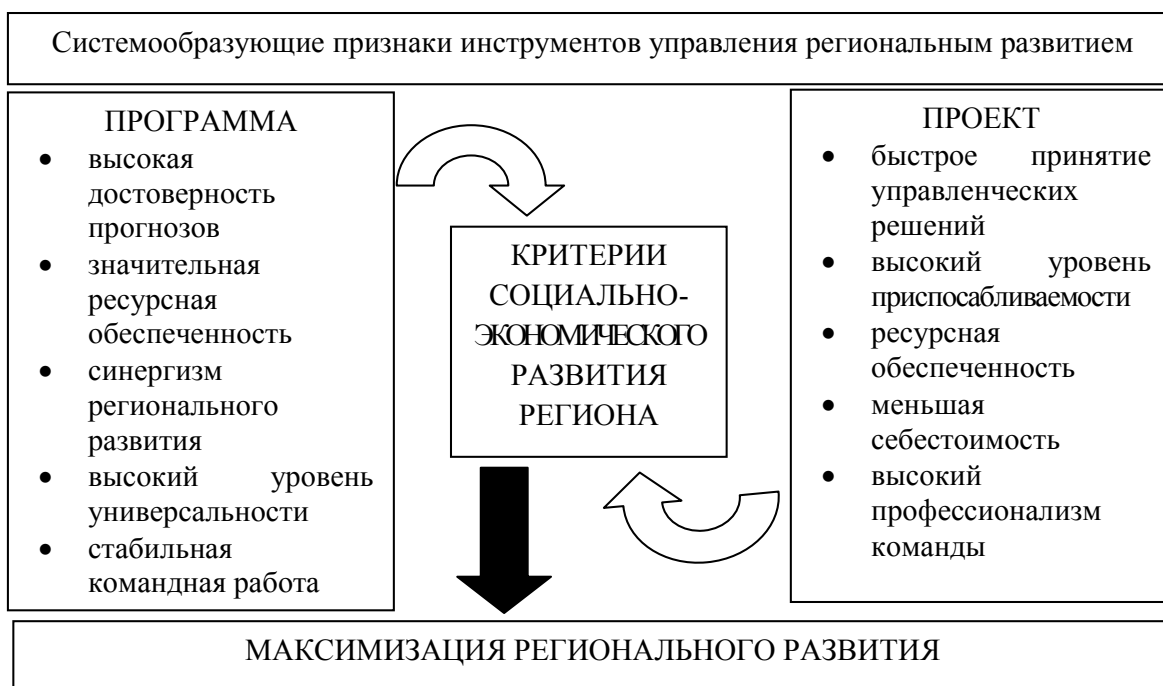 Системообразующие признаки инструментов управления региональным развитием
ПРОГРАММА
• высокая
достоверность
прогнозов
• значительная
ресурсная
обеспеченность
• синергизм
регионального
развития
• высокий уровень
универсальности
• стабильная
командная работа
КРИТЕРИИ
СОЦИАЛЬНО-
ЭКОНОМИЧЕСКОГО
РАЗВИТИЯ
РЕГИОНА
ПРОЕКТ
• быстрое принятие
управленческих
решений
• высокий уровень
приспосабливаемости
• ресурсная
обеспеченность
• меньшая
себестоимость
• высокий
профессионализм
команды
МАКСИМИЗАЦИЯ РЕГИОНАЛЬНОГО РАЗВИТИЯ